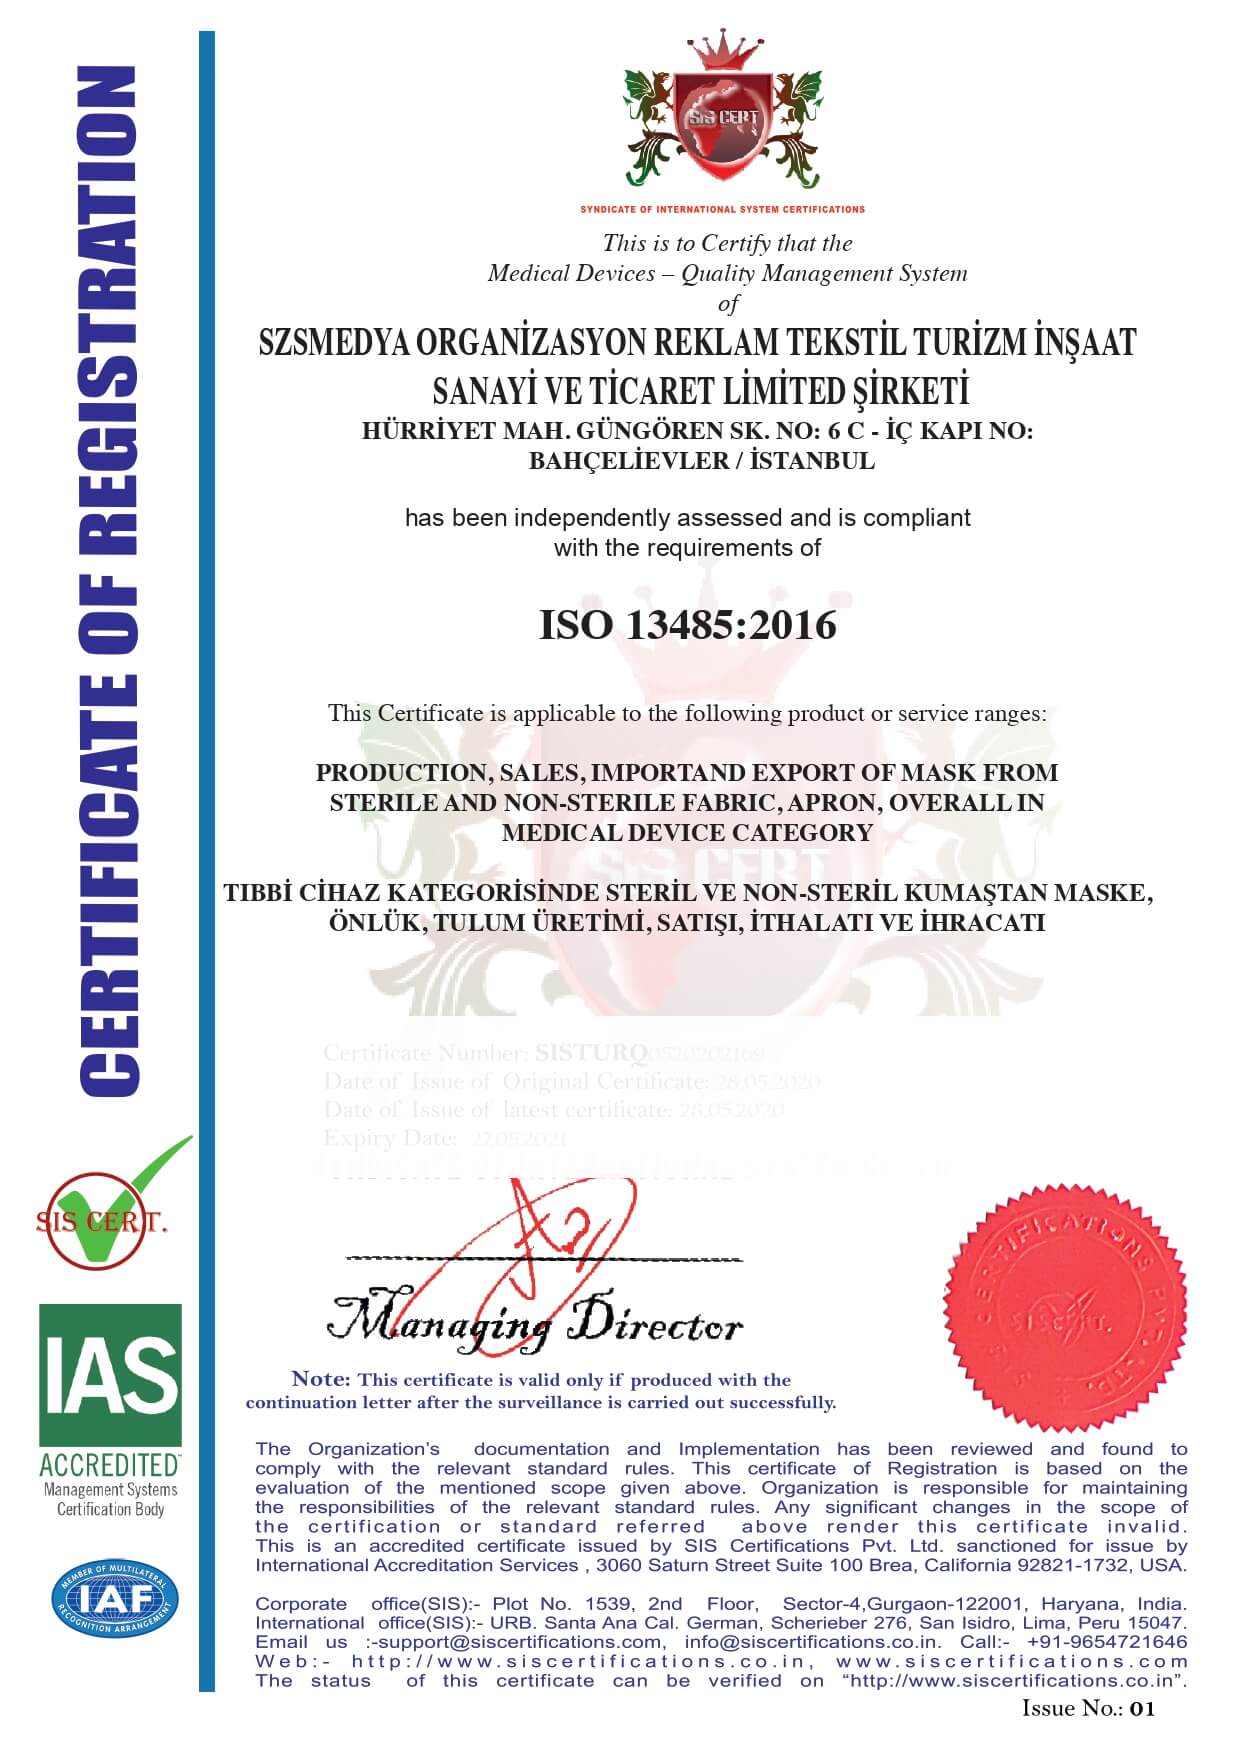 CERTIFICATE OF REGISTRATION
SIS CERT
SYNDICATE OF INTERNATIONAL SYSTEM CERTIFICATIONS
This is to Certify that the
Medical Devices – Quality Management System
of
SZSMEDYA ORGANİZASYON REKLAM TEKSTİL TURİZM İNŞAAT
SANAYİ VE TİCARET LİMİTED ŞİRKETİ
HÜRRİYET MAH. GÜNGÖREN SK. NO: 6 C - İÇ KAPI NO:
BAHÇELİEVLER / İSTANBUL
has been independently assessed and is compliant
with the requirements of
ISO 13485:2016
This Certificate is applicable to the following product or service ranges:
PRODUCTION, SALES, IMPORTAND EXPORT OF MASK FROM
STERILE AND NON-STERILE FABRIC, APRON, OVERALL IN
MEDICAL DEVICE CATEGORY
SIS CERT
TIBBİ CİHAZ KATEGORİSİNDE STERİL VE NON-STERİL KUMAŞTAN MASKE,
ÖNLÜK, TULUM ÜRETİMİ, SATIŞI, İTHALATI VE İHRACATI
Certificate Number: SISTURQ0520202169
Date of Issue of Original Certificate: 28.05.2020
Date of Issue of latest certificate: 28.05.2020
Expiry Date: 27.05.2021
Managing Director
SIS CERT.
IAS
ACCREDITED
Management Systems
Certification Body
MEMBER OF MULTILATERAL
IAF
RECOGNITION ARRANGEMENT
S I S CERTIFICATIONS PVT. LTD.
SIS CERT.
Note: This certificate is valid only if produced with the
continuation letter after the surveillance is carried out successfully.
The Organization's documentation and Implementation has been reviewed and found to
comply with the relevant standard rules. This certificate of Registration is based on the
evaluation of the mentioned scope given above. Organization is responsible for maintaining
the responsibilities of the relevant standard rules. Any significant changes in the scope of
the certification or standard referred above render this certificate invalid.
This is an accredited certificate issued by SIS Certifications Pvt. Ltd. sanctioned for issue by
International Accreditation Services , 3060 Saturn Street Suite 100 Brea, California 92821-1732, USA.
Corporate office(SIS):- Plot No. 1539, 2nd Floor, Sector-4,Gurgaon-122001, Haryana, India.
International office(SIS):- URB. Santa Ana Cal. German, Scherieber 276, San Isidro, Lima, Peru 15047.
Email us :-support@siscertifications.com, info@siscertifications.co.in. Call:- +91-9654721646
Web:- http://www.siscertifications.co.in, www.siscertifications.com
The status of this certificate can be verified on “http://www.siscertifications.co.in”.
Issue No.: 01